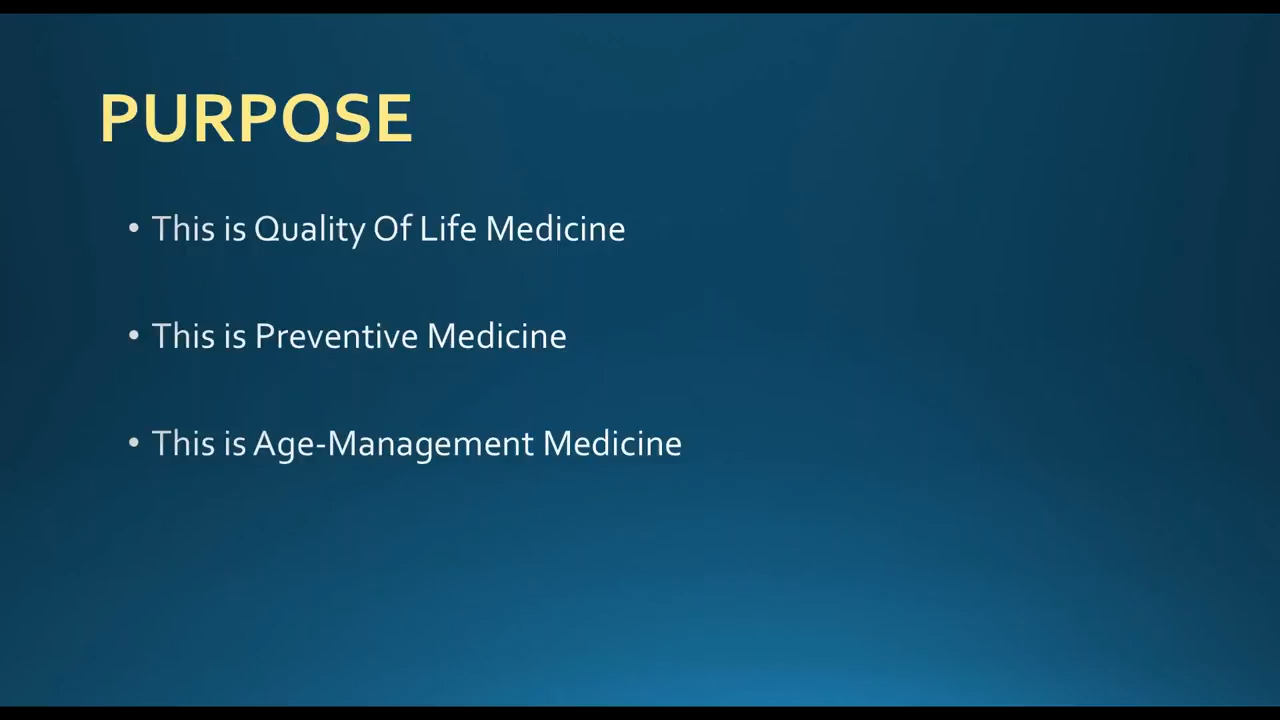 PURPOSE
• This is Quality Of Life Medicine
• This is Preventive Medicine
• This is Age-Management Medicine